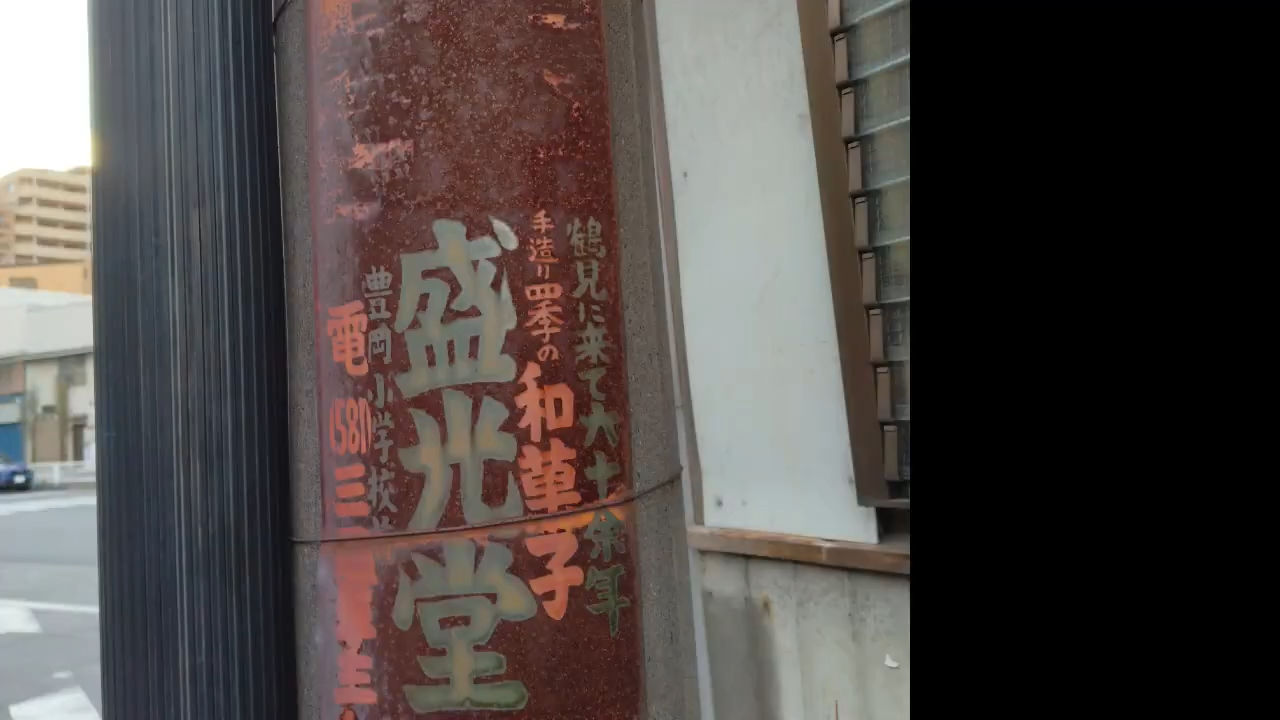 鶴見に来て六十余年
手造り四季の
和菓子
盛光堂
豊岡小学校
電(581)三